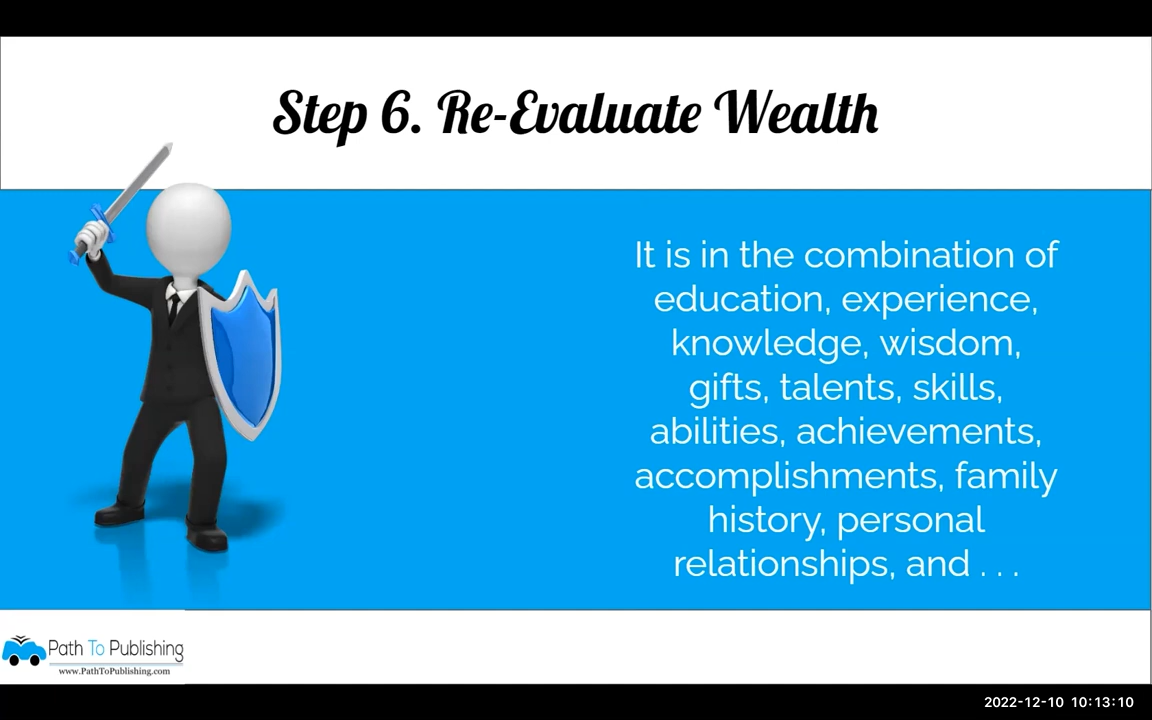 Step 6. Re-Evaluate Wealth
It is in the combination of
education, experience,
knowledge, wisdom,
gifts, talents, skills,
abilities, achievements,
accomplishments, family
history, personal
relationships, and . . .
Path To Publishing
www.PathToPublishing.com
2022-12-10 10:13:10